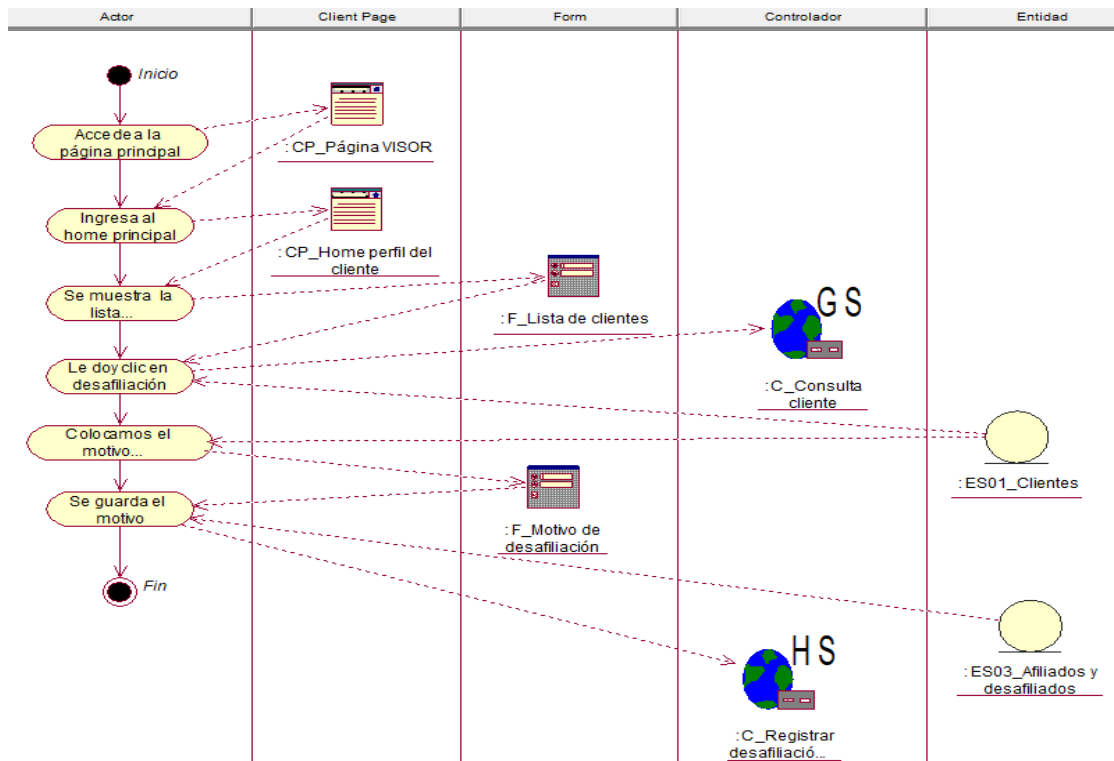 Actor
Client Page
Form
Controlador
Entidad
Inicio
Accede a la
página principal
: CP_Página VISOR
Ingresa al
home principal
: CP_Home perfil del
cliente
Se muestra la
lista...
: F_Lista de clientes
GS
:C_Consulta
cliente
Le doy clic en
desafiliación
Colocamos el
motivo...
: ES01_Clientes
Se guarda el
motivo
: F_Motivo de
desafiliación
Fin
HS
:C_Registrar
desafiliació...
: ES03_Afiliados y
desafiliados